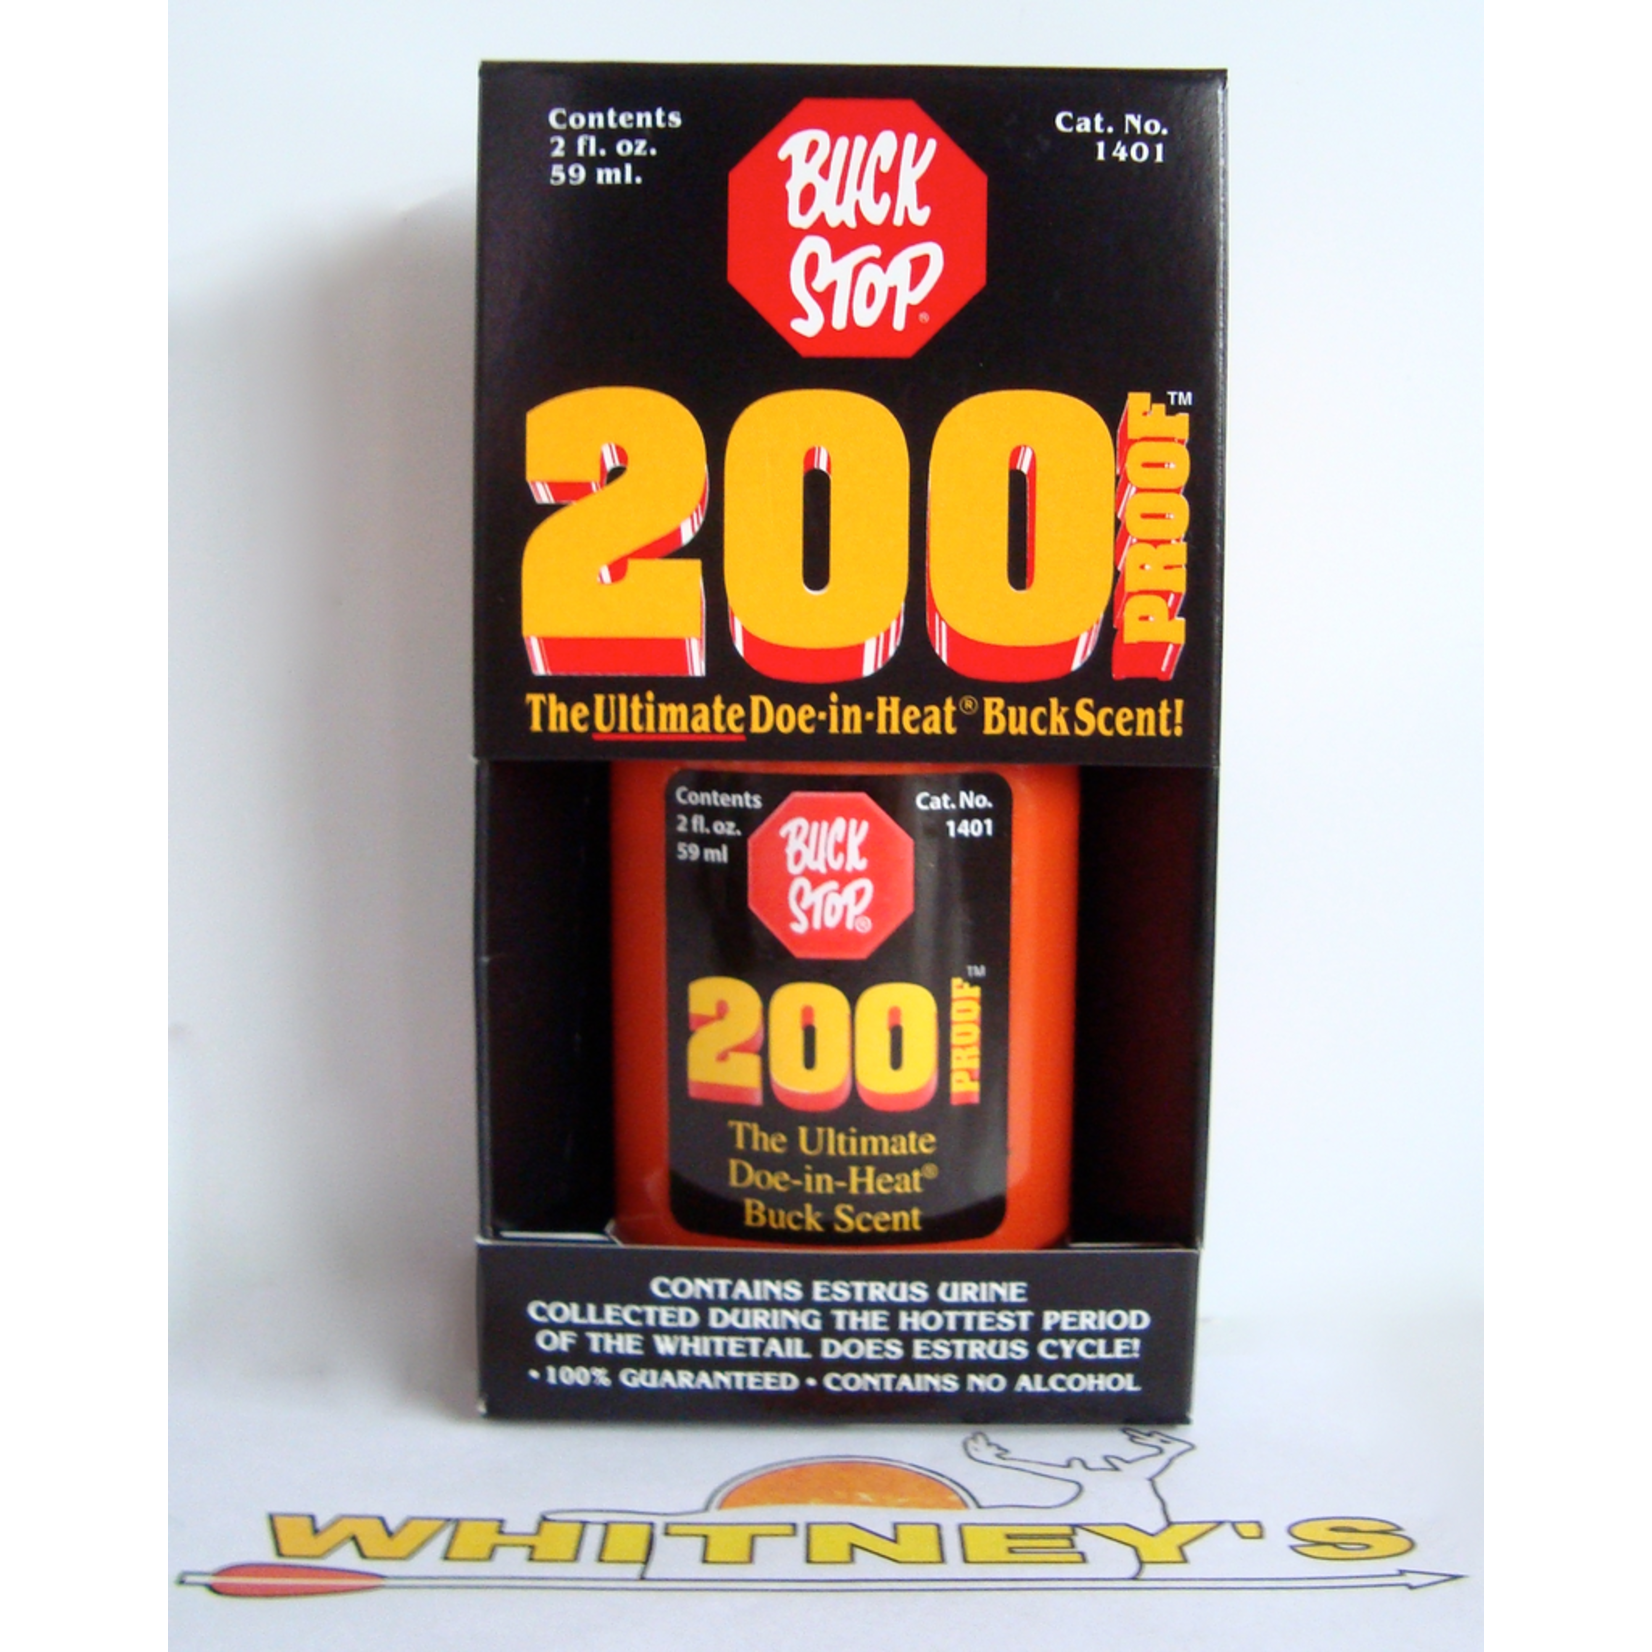 Contents
2 fl. oz.
59 ml.
Cat. No.
1401
BUCK
STOP®
200 PROOF™
The Ultimate Doe-in-Heat® Buck Scent!
Contents
2 fl. oz.
59 ml
Cat. No.
1401
BUCK
STOP®
200 PROOF™
The Ultimate
Doe-in-Heat®
Buck Scent
CONTAINS ESTRUS URINE
COLLECTED DURING THE HOTTEST PERIOD
OF THE WHITETAIL DOES ESTRUS CYCLE!
• 100% GUARANTEED • CONTAINS NO ALCOHOL
WHITNEY'S